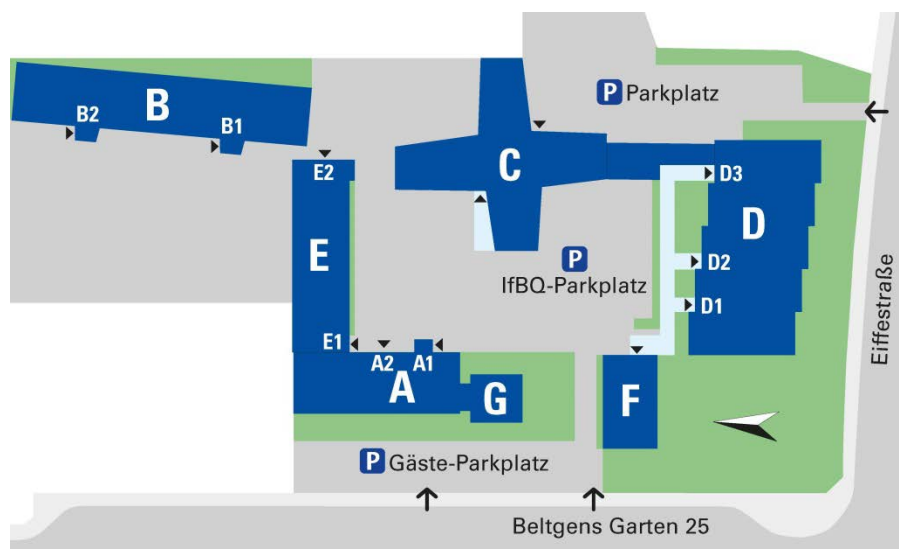 B
B2
B1
P Parkplatz
E2
C
D3
E
D
P
IfBQ-Parkplatz
D2
D1
Eiffestraße
E1
A2
A1
A
G
F
P Gäste-Parkplatz
Beltgens Garten 25